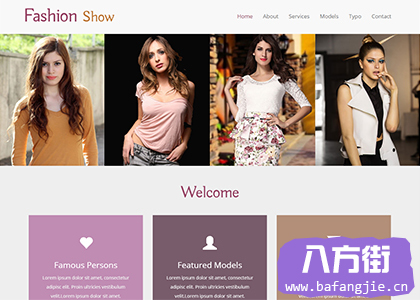 Fashion Show
Home About Services Models Typo Contact
Welcome
Famous Persons
Featured Models
Lorem ipsum dolor sit amet, consectetur
adipiscing elit. Proin ultricies vestibulum
velit.Lorem ipsum dolor sit amet,
Lorem ipsum dolor sit amet, consectetur
adipiscing elit. Proin ultricies vestibulum
velit.Lorem ipsum dolor sit amet,
八方街
www.bafangjie.cn